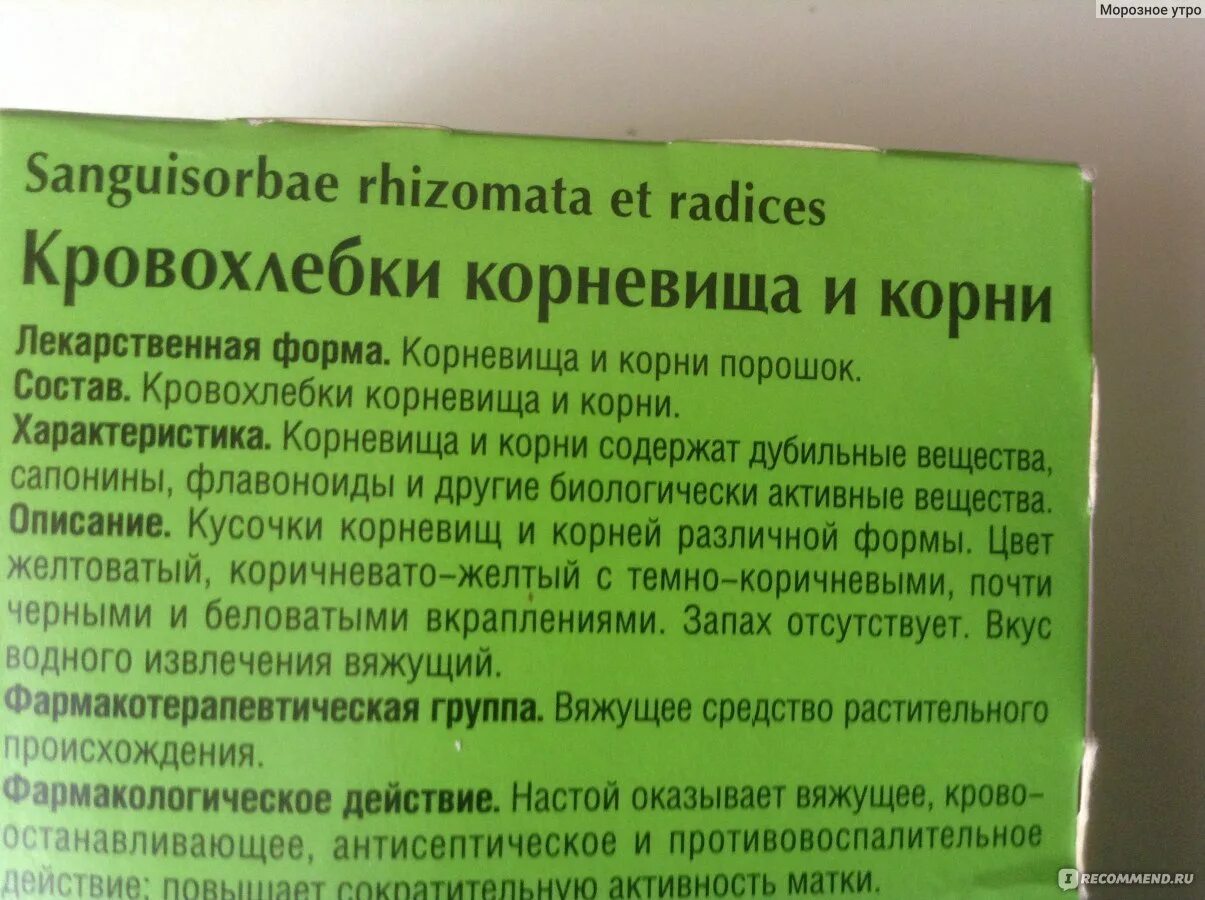 Морозное утро
Sanguisorbae rhizomata et radices
Кровохлебки корневища и корни
Лекарственная форма. Корневища и корни порошок.
Состав. Кровохлебки корневища и корни.
Характеристика. Корневища и корни содержат дубильные вещества,
сапонины, флавоноиды и другие биологически активные вещества.
Описание. Кусочки корневищ и корней различной формы. Цвет
желтоватый, коричневато-желтый с темно-коричневыми, почти
черными и беловатыми вкраплениями. Запах отсутствует. Вкус
водного извлечения вяжущий.
Фармакотерапевтическая группа. Вяжущее средство растительного
происхождения.
Фармакологическое действие. Настой оказывает вяжущее, крово-
останавливающее, антисептическое и противовоспалительное
действие; повышает сократительную активность матки.
IRECOMMEND.RU